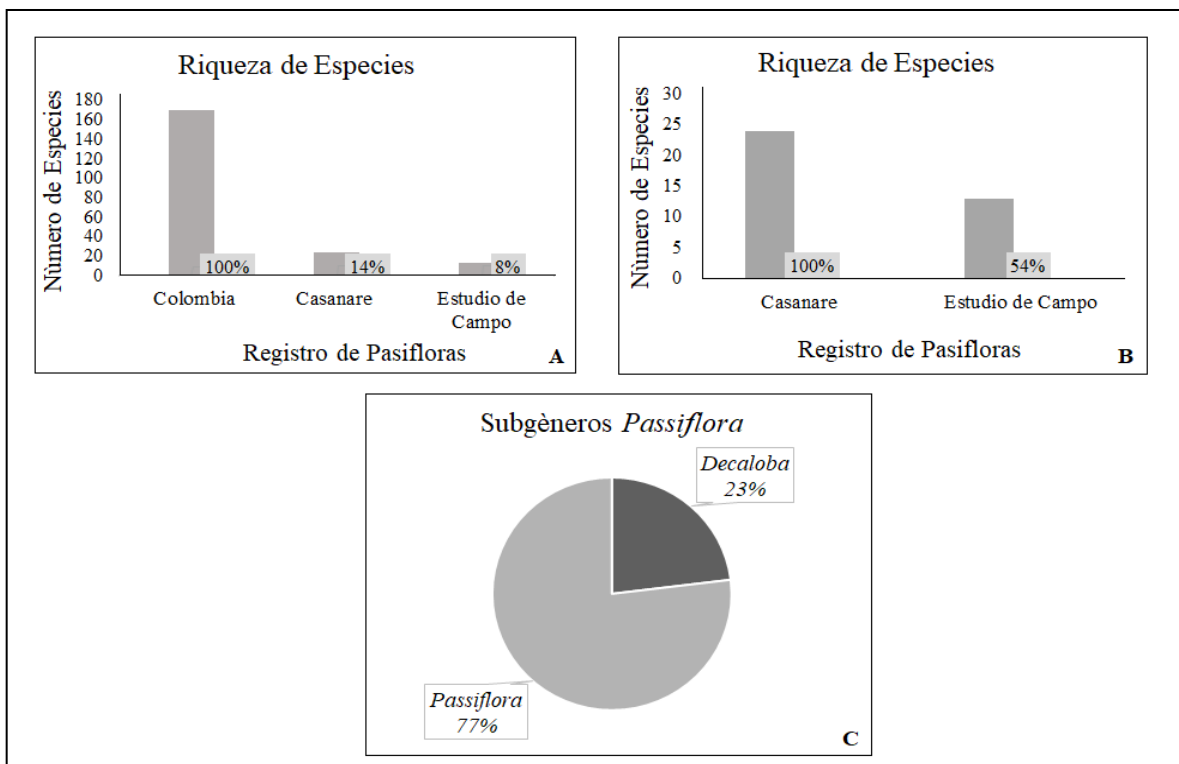 Riqueza de Especies
Nùmero de Especies
180
160
140
120
100
80
60
40
20
0
100%
14%
8%
Colombia
Casanare
Estudio de
Campo
Registro de Pasifloras
A
Riqueza de Especies
Nùmero de Especies
30
25
20
15
10
5
0
100%
54%
Casanare
Estudio de Campo
Registro de Pasifloras
B
Subgèneros Passiflora
Decaloba
23%
Passiflora
77%
C